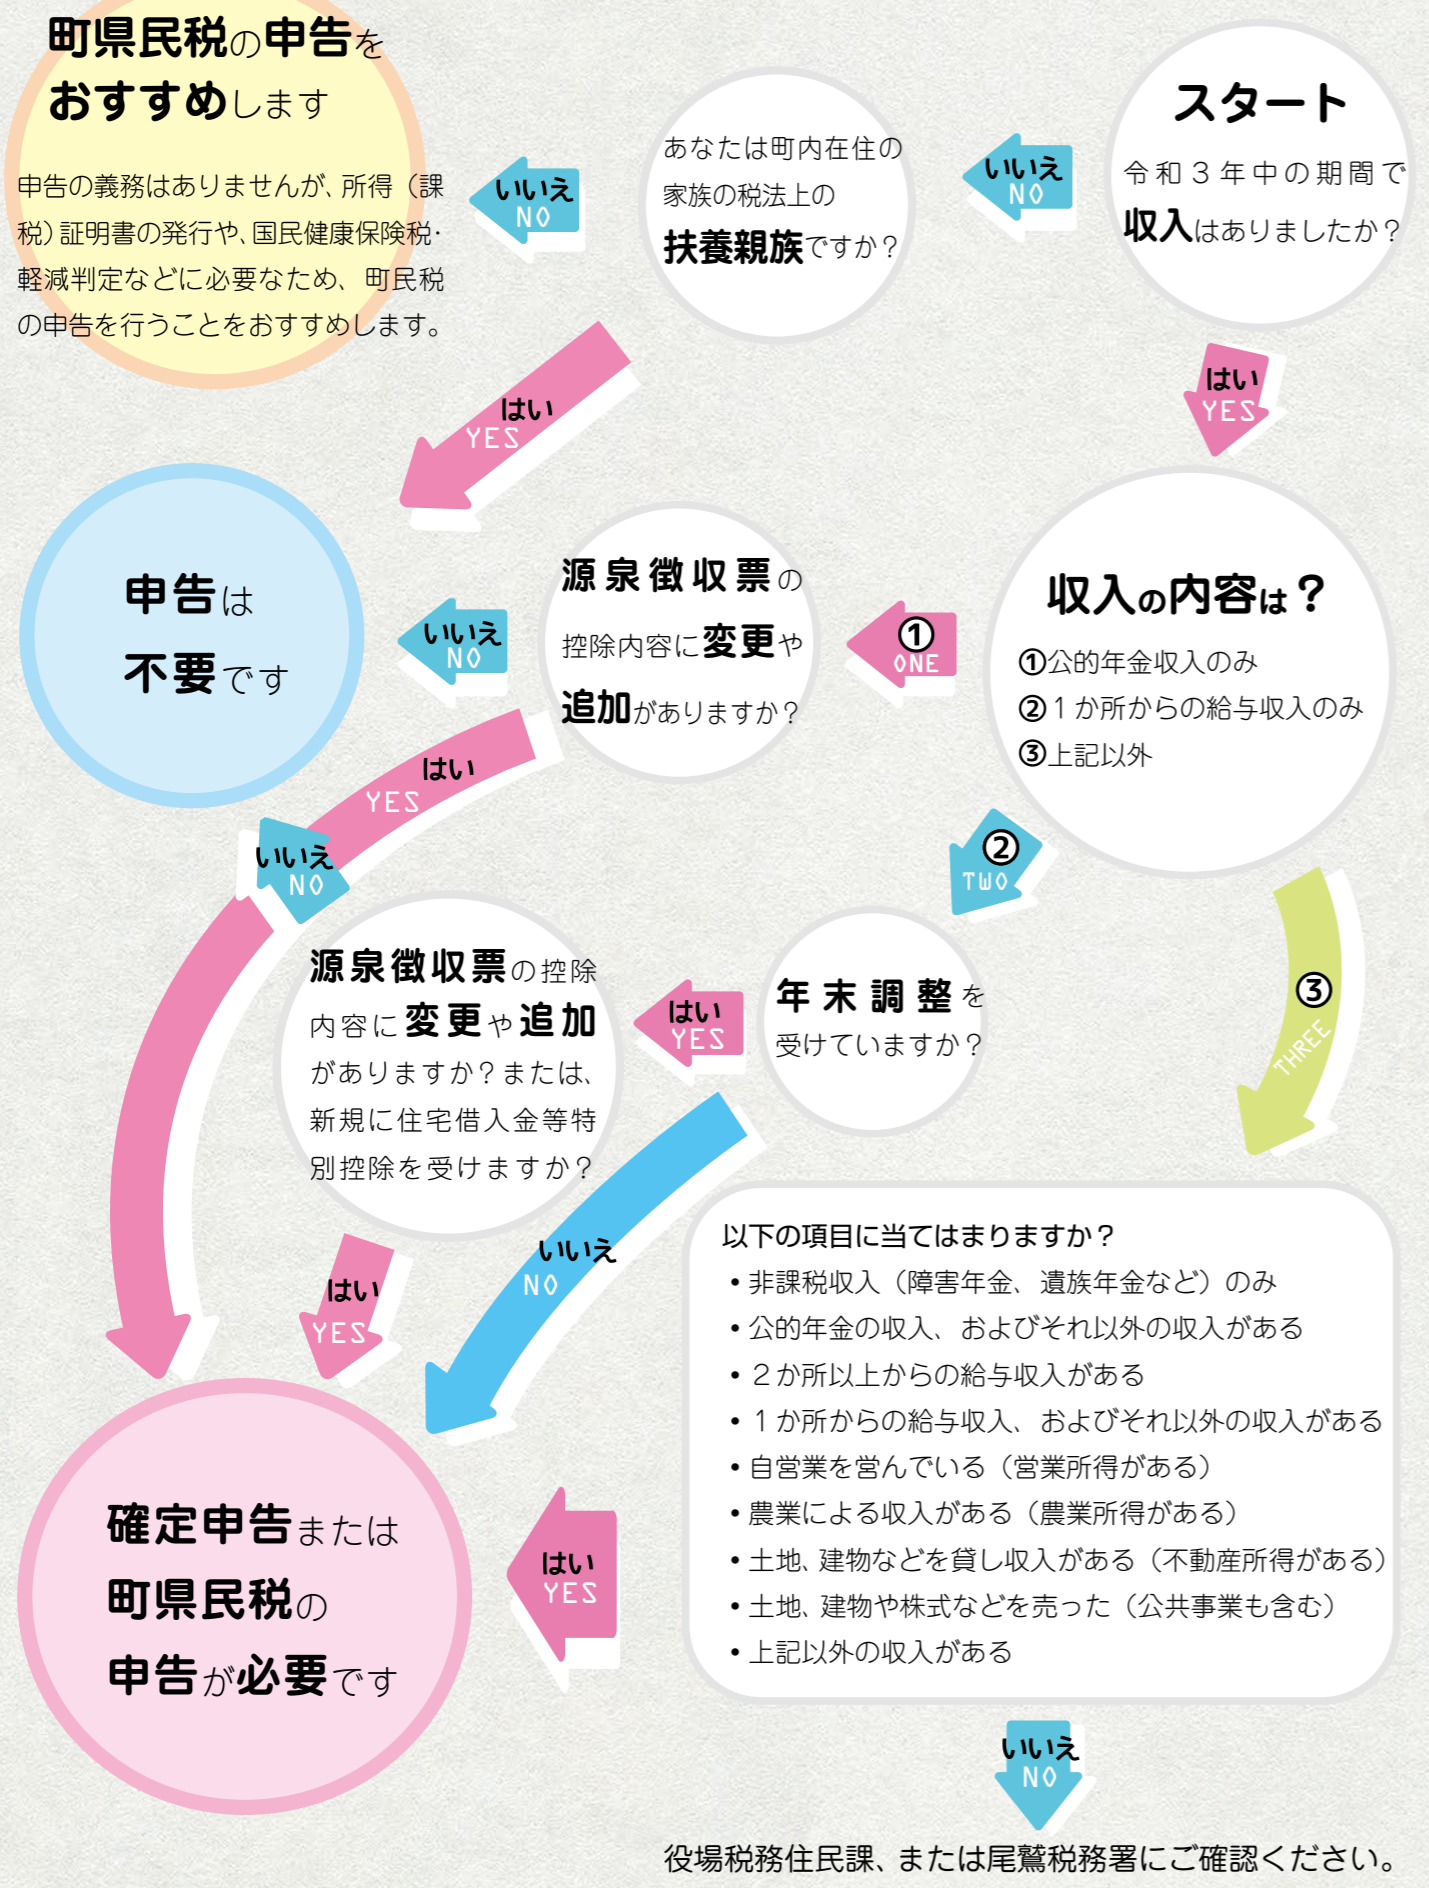 スタート
令和３年中の期間で
収入はありましたか？
いいえ
NO
あなたは町内在住の
家族の税法上の
扶養親族ですか？
いいえ
NO
町県民税の申告を
おすすめします
申告の義務はありませんが、所得（課
税）証明書の発行や、国民健康保険税・
軽減判定などに必要なため、町民税
の申告を行うことをおすすめします。
はい
YES
はい
YES
収入の内容は？
①公的年金収入のみ
②１か所からの給与収入のみ
③上記以外
①
ONE
源泉徴収票の
控除内容に変更や
追加がありますか？
いいえ
NO
申告は
不要です
はい
YES
②
TWO
年末調整を
受けていますか？
はい
YES
源泉徴収票の控除
内容に変更や追加
がありますか？または、
新規に住宅借入金等特
別控除を受けますか？
いいえ
NO
はい
YES
いいえ
NO
③
THREE
以下の項目に当てはまりますか？
・非課税収入（障害年金、遺族年金など）のみ
・公的年金の収入、およびそれ以外の収入がある
・２か所以上からの給与収入がある
・１か所からの給与収入、およびそれ以外の収入がある
・自営業を営んでいる（営業所得がある）
・農業による収入がある（農業所得がある）
・土地、建物などを貸し収入がある（不動産所得がある）
・土地、建物や株式などを売った（公共事業も含む）
・上記以外の収入がある
はい
YES
確定申告または
町県民税の
申告が必要です
いいえ
NO
役場税務住民課、または尾鷲税務署にご確認ください。